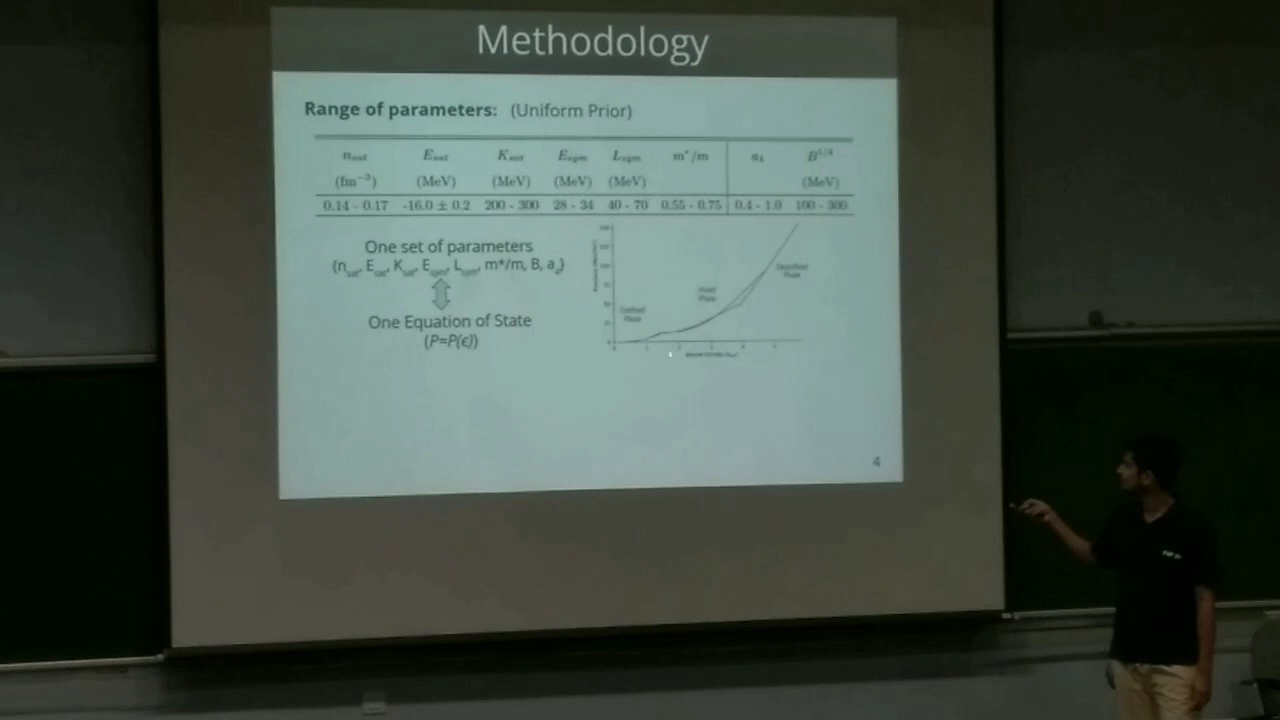 Methodology
Range of parameters: (Uniform Prior)
n_sat E_sat K_sat E_sym L_sym m*/m a₄ B^1/4
(fm⁻³) (MeV) (MeV) (MeV) (MeV) (MeV)
0.14 - 0.17 -16.0 ± 0.2 200 - 300 28 - 34 40 - 70 0.55 - 0.75 0.4 - 1.0 100 - 300
One set of parameters
(n_sat, E_sat, K_sat, E_sym, L_sym, m*/m, B, a₄)
One Equation of State
(P=P(ϵ))
Confined
Phase
Mixed
Phase
Deconfined
Phase
4